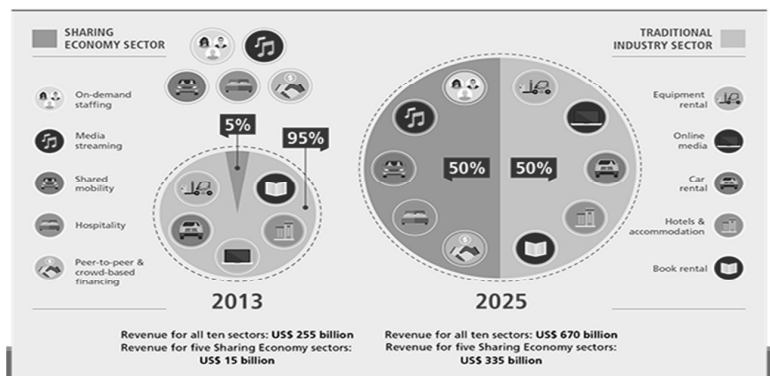 SHARING
ECONOMY SECTOR
On-demand
staffing
Media
streaming
Shared
mobility
Hospitality
Peer-to-peer &
crowd-based
financing
5%
95%
2013
Revenue for all ten sectors: US$ 255 billion
Revenue for five Sharing Economy sectors:
US$ 15 billion
50%
50%
2025
Revenue for all ten sectors: US$ 670 billion
Revenue for five Sharing Economy sectors:
US$ 335 billion
TRADITIONAL
INDUSTRY SECTOR
Equipment
rental
Online
media
Car
rental
Hotels &
accommodation
Book rental